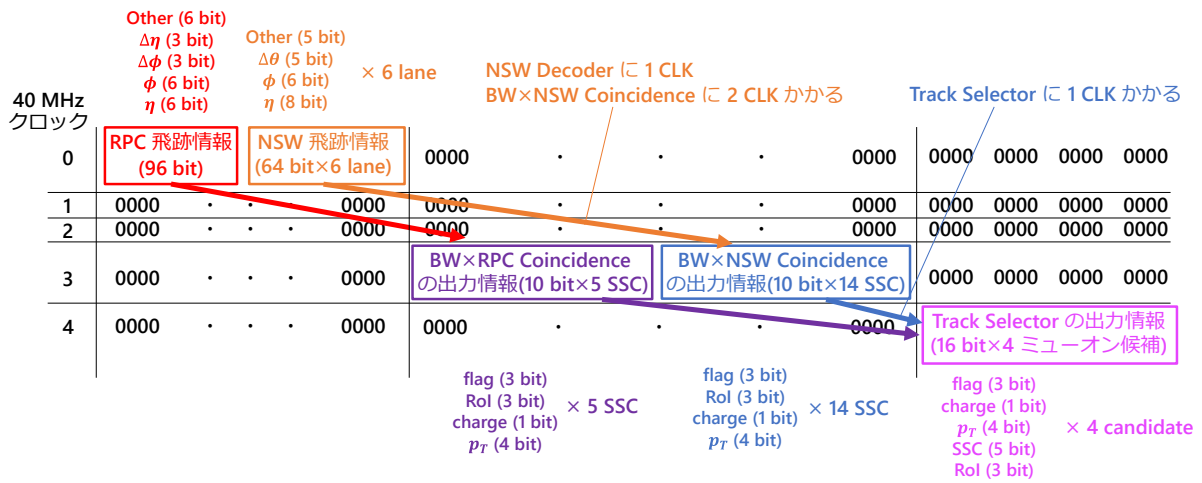 Other (6 bit)
Δη (3 bit)
Δϕ (3 bit)
ϕ (6 bit)
η (6 bit)
Other (5 bit)
Δθ (5 bit)
ϕ (6 bit)
η (8 bit)
× 6 lane
NSW Decoder に 1 CLK
BW×NSW Coincidence に 2 CLK かかる
Track Selector に 1 CLK かかる
40 MHz
クロック
0
RPC 飛跡情報
(96 bit)
NSW 飛跡情報
(64 bit×6 lane)
0000 ・ ・ ・ 0000
0000 0000 0000 0000
1 0000 ・ ・ ・ 0000 0000 ・ ・ ・ 0000 0000 0000 0000
2 0000 ・ ・ ・ 0000 0000 ・ ・ ・ 0000 0000 0000 0000
3 0000 ・ ・ ・ 0000
BW×RPC Coincidence
の出力情報(10 bit×5 SSC)
BW×NSW Coincidence
の出力情報(10 bit×14 SSC)
0000 0000 0000 0000
4 0000 ・ ・ ・ 0000 0000 ・ ・ ・ 0000
Track Selector の出力情報
(16 bit×4 ミューオン候補)
flag (3 bit)
RoI (3 bit)
charge (1 bit)
pT (4 bit)
× 5 SSC
flag (3 bit)
RoI (3 bit)
charge (1 bit)
pT (4 bit)
× 14 SSC
flag (3 bit)
charge (1 bit)
pT (4 bit)
SSC (5 bit)
RoI (3 bit)
× 4 candidate